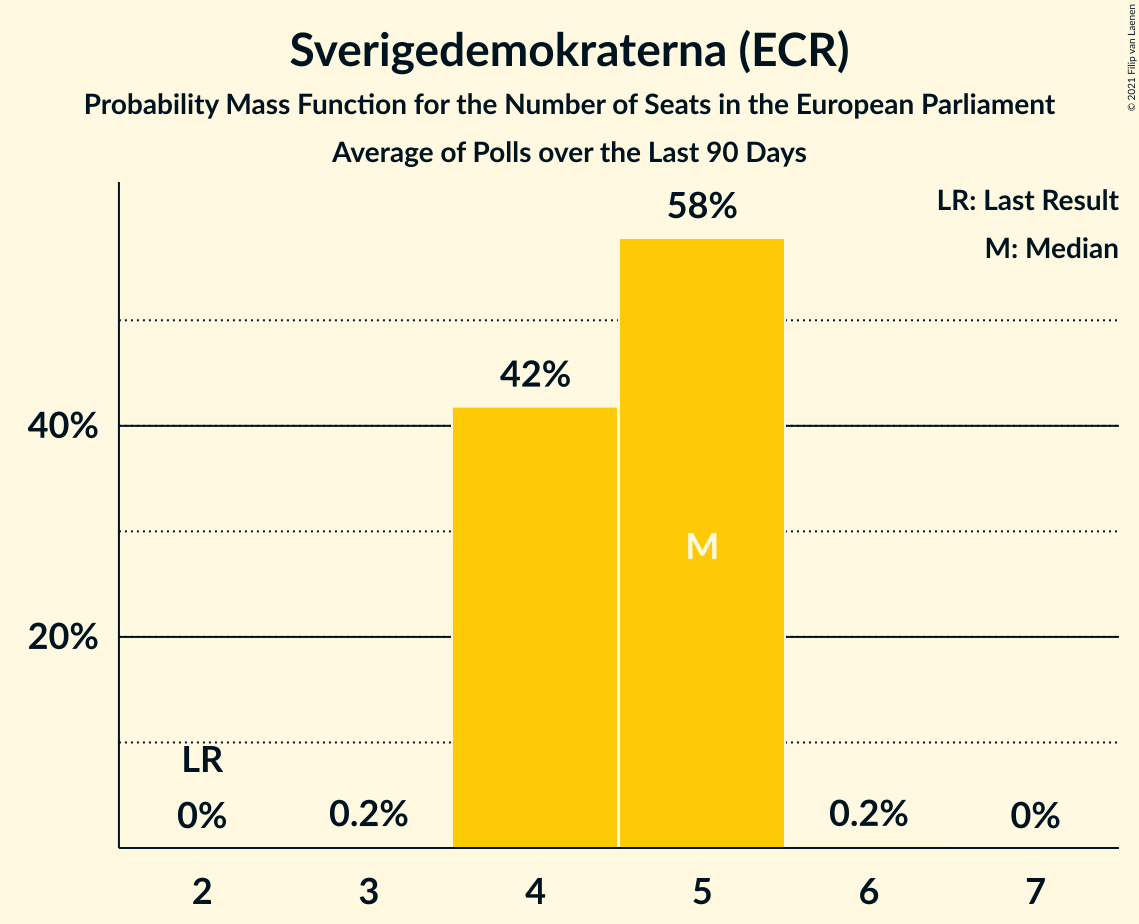 Sverigedemokraterna (ECR)
Probability Mass Function for the Number of Seats in the European Parliament
Average of Polls over the Last 90 Days
© 2021 Filip van Laenen
LR: Last Result
M: Median
58%
42%
40%
M
20%
LR
0%
0.2%
0.2%
0%
2
3
4
5
6
7